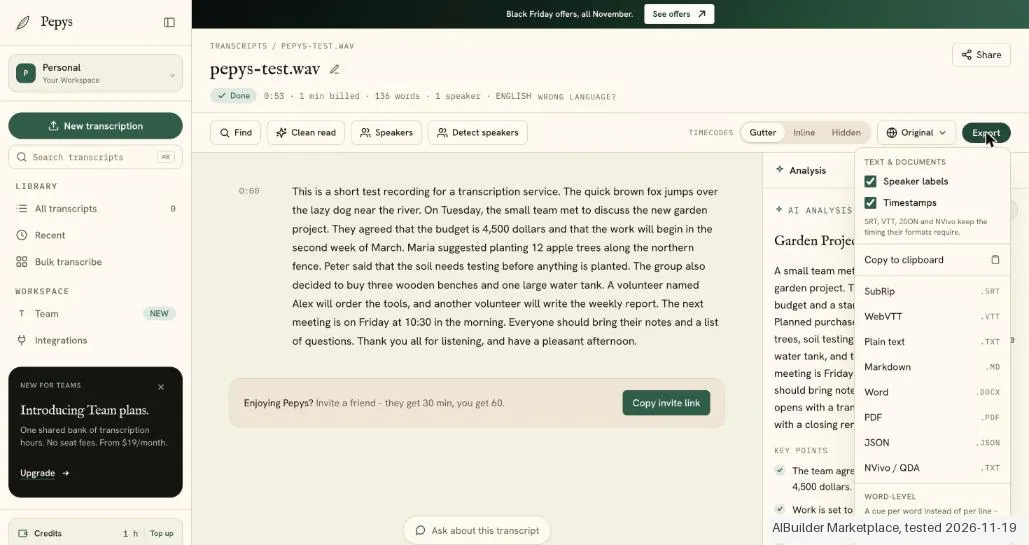 Black Friday offers, all November. See offers
Pepys
P Personal
Your Workspace
New transcription
Search transcripts ⌘K
LIBRARY
All transcripts 0
Recent
Bulk transcribe
WORKSPACE
T Team NEW
Integrations
NEW FOR TEAMS
Introducing Team plans.
One shared bank of transcription
hours. No seat fees. From $19/month.
Upgrade →
Credits 1 h Top up
TRANSCRIPTS / PEPYS-TEST.WAV
pepys-test.wav
Share
Done 0:53 · 1 min billed · 136 words · 1 speaker · ENGLISH WRONG LANGUAGE?
Find Clean read Speakers Detect speakers TIMECODES Gutter Inline Hidden Original Export
0:00 This is a short test recording for a transcription service. The quick brown fox jumps over
the lazy dog near the river. On Tuesday, the small team met to discuss the new garden
project. They agreed that the budget is 4,500 dollars and that the work will begin in the
second week of March. Maria suggested planting 12 apple trees along the northern
fence. Peter said that the soil needs testing before anything is planted. The group also
decided to buy three wooden benches and one large water tank. A volunteer named
Alex will order the tools, and another volunteer will write the weekly report. The next
meeting is on Friday at 10:30 in the morning. Everyone should bring their notes and a list
of questions. Thank you all for listening, and have a pleasant afternoon.
Enjoying Pepys? Invite a friend - they get 30 min, you get 60. Copy invite link
Ask about this transcript
Analysis
AI ANALYSIS
Garden Projec
A small team met
garden project. T
budget and a star
Planned purchase
trees, soil testing
water tank, and t
meeting is Friday
should bring note
opens with a tran
with a closing rem
KEY POINTS
The team agre
4,500 dollars.
Work is set to
TEXT & DOCUMENTS
Speaker labels
Timestamps
SRT, VTT, JSON and NVivo keep the
timing their formats require.
Copy to clipboard
SubRip .SRT
WebVTT .VTT
Plain text .TXT
Markdown .MD
Word .DOCX
PDF .PDF
JSON .JSON
NVivo / QDA .TXT
WORD-LEVEL
A cue per word instead of per line -
AIBuilder Marketplace, tested 2026-11-19